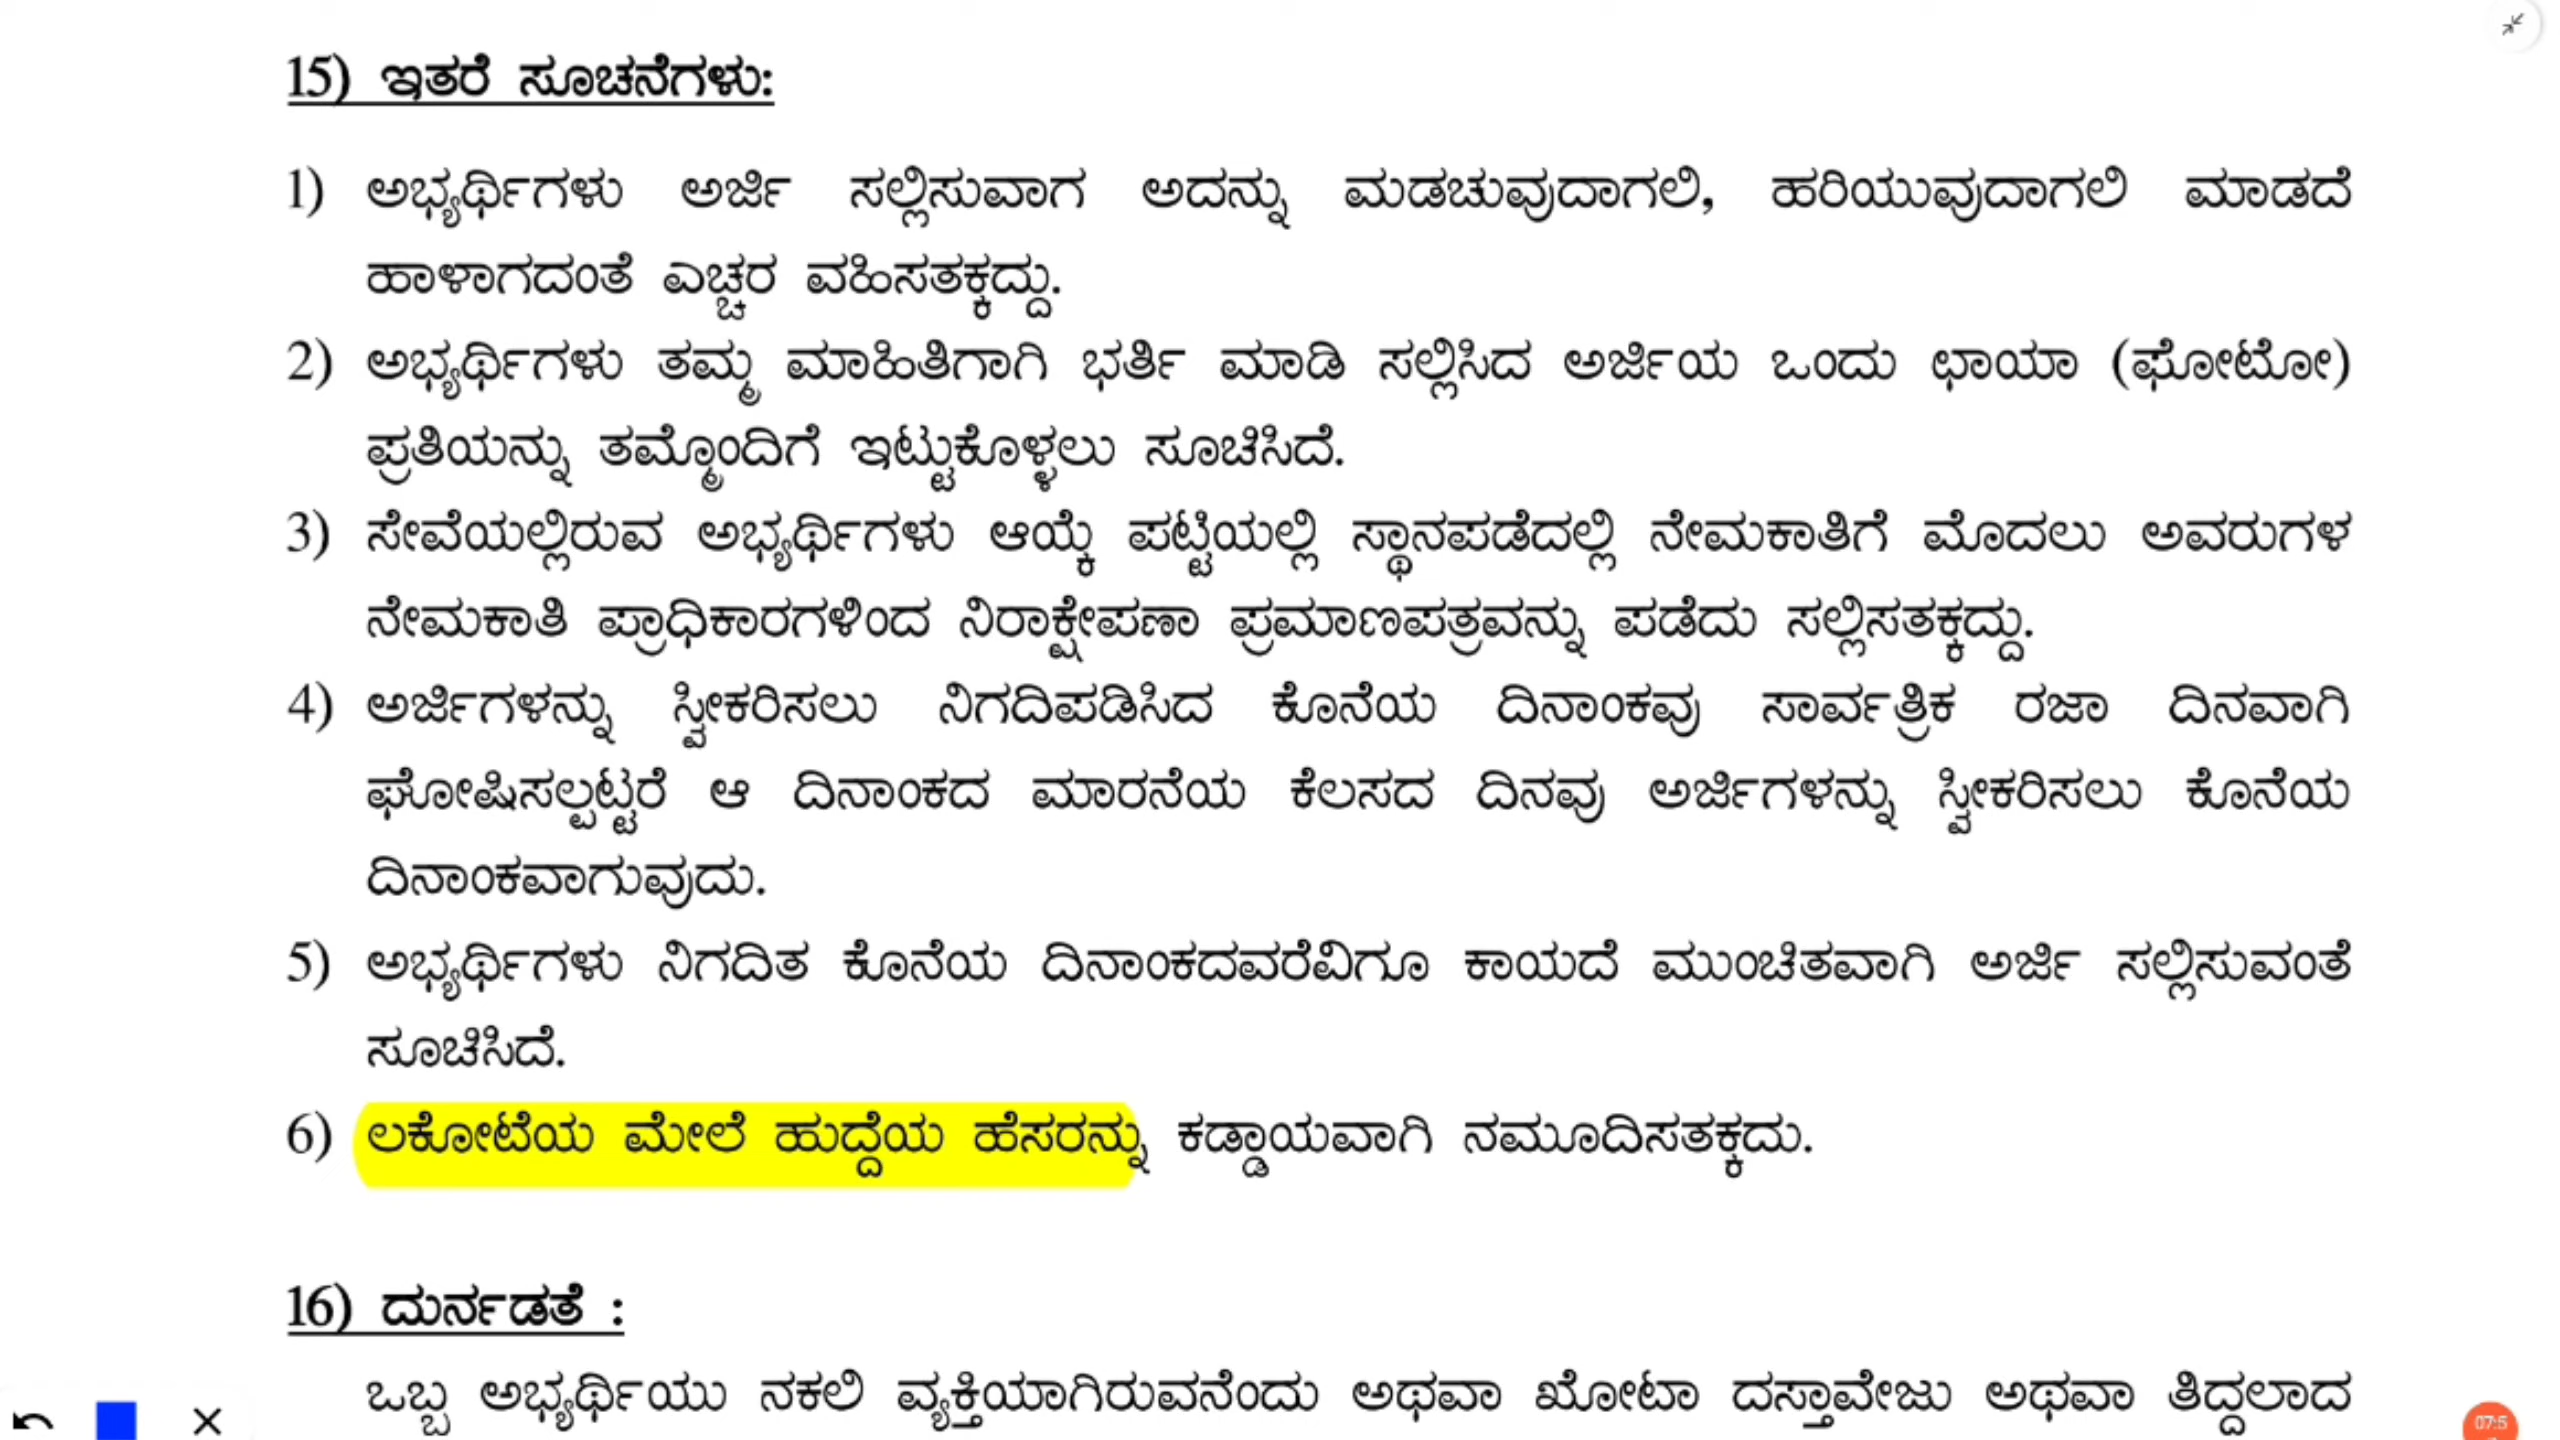 15) ಇತರೆ ಸೂಚನೆಗಳು:
1) ಅಭ್ಯರ್ಥಿಗಳು ಅರ್ಜಿ ಸಲ್ಲಿಸುವಾಗ ಅದನ್ನು ಮಡಚುವುದಾಗಲಿ, ಹರಿಯುವುದಾಗಲಿ ಮಾಡದೆ
ಹಾಳಾಗದಂತೆ ಎಚ್ಚರ ವಹಿಸತಕ್ಕದ್ದು.
2) ಅಭ್ಯರ್ಥಿಗಳು ತಮ್ಮ ಮಾಹಿತಿಗಾಗಿ ಭರ್ತಿ ಮಾಡಿ ಸಲ್ಲಿಸಿದ ಅರ್ಜಿಯ ಒಂದು ಛಾಯಾ (ಫೋಟೋ)
ಪ್ರತಿಯನ್ನು ತಮ್ಮೊಂದಿಗೆ ಇಟ್ಟುಕೊಳ್ಳಲು ಸೂಚಿಸಿದೆ.
3) ಸೇವೆಯಲ್ಲಿರುವ ಅಭ್ಯರ್ಥಿಗಳು ಆಯ್ಕೆ ಪಟ್ಟಿಯಲ್ಲಿ ಸ್ಥಾನಪಡೆದಲ್ಲಿ ನೇಮಕಾತಿಗೆ ಮೊದಲು ಅವರುಗಳ
ನೇಮಕಾತಿ ಪ್ರಾಧಿಕಾರಗಳಿಂದ ನಿರಾಕ್ಷೇಪಣಾ ಪ್ರಮಾಣಪತ್ರವನ್ನು ಪಡೆದು ಸಲ್ಲಿಸತಕ್ಕದ್ದು.
4) ಅರ್ಜಿಗಳನ್ನು ಸ್ವೀಕರಿಸಲು ನಿಗದಿಪಡಿಸಿದ ಕೊನೆಯ ದಿನಾಂಕವು ಸಾರ್ವತ್ರಿಕ ರಜಾ ದಿನವಾಗಿ
ಘೋಷಿಸಲ್ಪಟ್ಟರೆ ಆ ದಿನಾಂಕದ ಮಾರನೆಯ ಕೆಲಸದ ದಿನವು ಅರ್ಜಿಗಳನ್ನು ಸ್ವೀಕರಿಸಲು ಕೊನೆಯ
ದಿನಾಂಕವಾಗುವುದು.
5) ಅಭ್ಯರ್ಥಿಗಳು ನಿಗದಿತ ಕೊನೆಯ ದಿನಾಂಕದವರೆವಿಗೂ ಕಾಯದೆ ಮುಂಚಿತವಾಗಿ ಅರ್ಜಿ ಸಲ್ಲಿಸುವಂತೆ
ಸೂಚಿಸಿದೆ.
6) ಲಕೋಟೆಯ ಮೇಲೆ ಹುದ್ದೆಯ ಹೆಸರನ್ನು ಕಡ್ಡಾಯವಾಗಿ ನಮೂದಿಸತಕ್ಕದು.
16) ದುರ್ನಡತೆ :
ಒಬ್ಬ ಅಭ್ಯರ್ಥಿಯು ನಕಲಿ ವ್ಯಕ್ತಿಯಾಗಿರುವನೆಂದು ಅಥವಾ ಖೋಟಾ ದಸ್ತಾವೇಜು ಅಥವಾ ತಿದ್ದಲಾದ